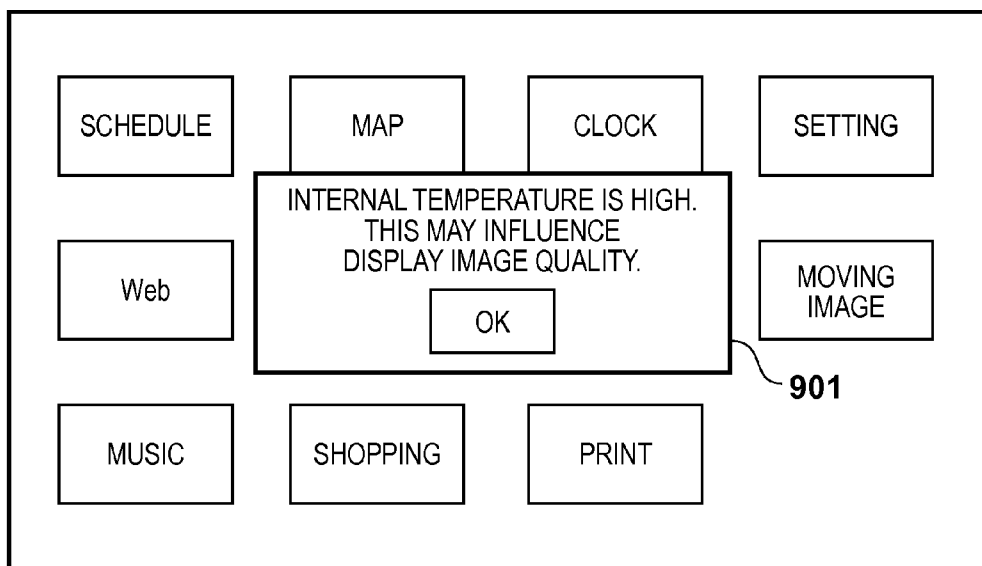 SCHEDULE
MAP
CLOCK
SETTING
INTERNAL TEMPERATURE IS HIGH.
THIS MAY INFLUENCE
DISPLAY IMAGE QUALITY.
OK
Web
MOVING
IMAGE
901
MUSIC
SHOPPING
PRINT